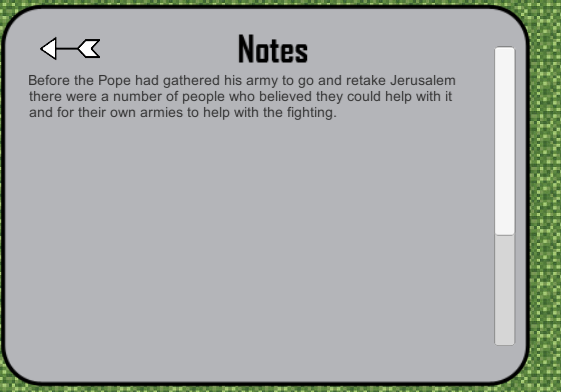 Notes
Before the Pope had gathered his army to go and retake Jerusalem
there were a number of people who believed they could help with it
and for their own armies to help with the fighting.